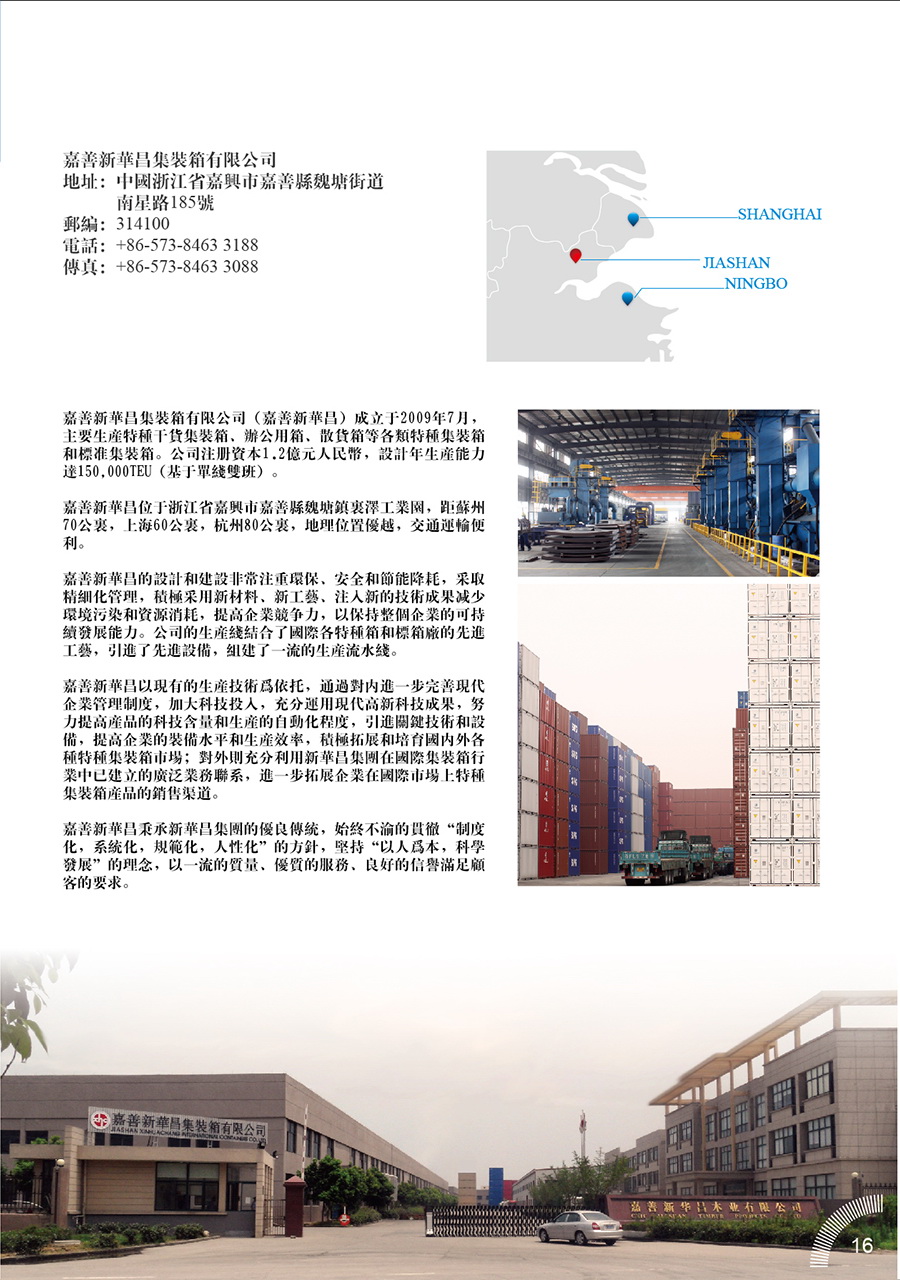 嘉善新華昌集裝箱有限公司
地址：中國浙江省嘉興市嘉善縣魏塘街道
南星路185號
郵編：314100
電話：+86-573-8463 3188
傳真：+86-573-8463 3088
SHANGHAI
JIASHAN
NINGBO
嘉善新華昌集裝箱有限公司（嘉善新華昌）成立于2009年7月，
主要生産特種干貨集裝箱、辦公用箱、散貨箱等各類特種集裝箱
和標准集裝箱。公司注册資本1.2億元人民幣，設計年生産能力
達150,000TEU（基于單綫雙班）。
嘉善新華昌位于浙江省嘉興市嘉善縣魏塘鎮裏澤工業園，距蘇州
70公裏，上海60公裏，杭州80公裏，地理位置優越，交通運輸便
利。
嘉善新華昌的設計和建設非常注重環保、安全和節能降耗，采取
精細化管理，積極采用新材料、新工藝、注入新的技術成果减少
環境污染和資源消耗，提高企業競争力，以保持整個企業的可持
續發展能力。公司的生産綫結合了國際各特種箱和標箱廠的先進
工藝，引進了先進設備，組建了一流的生産流水綫。
嘉善新華昌以現有的生産技術爲依托，通過對内進一步完善現代
企業管理制度，加大科技投入，充分運用現代高新科技成果，努
力提高産品的科技含量和生産的自動化程度，引進關鍵技術和設
備，提高企業的裝備水平和生産效率，積極拓展和培育國内外各
種特種集裝箱市場；對外則充分利用新華昌集團在國際集裝箱行
業中已建立的廣泛業務聯系，進一步拓展企業在國際市場上特種
集裝箱産品的銷售渠道。
嘉善新華昌秉承新華昌集團的優良傳統，始終不渝的貫徹“制度
化，系統化，規範化，人性化”的方針，堅持“以人爲本，科學
發展”的理念，以一流的質量、優質的服務、良好的信譽滿足顧
客的要求。
嘉善新華昌集裝箱有限公司
JIASHAN XINHUACHANG INTERNATIONAL CONTAINER CO.,LTD
嘉善新华昌木业有限公司
16